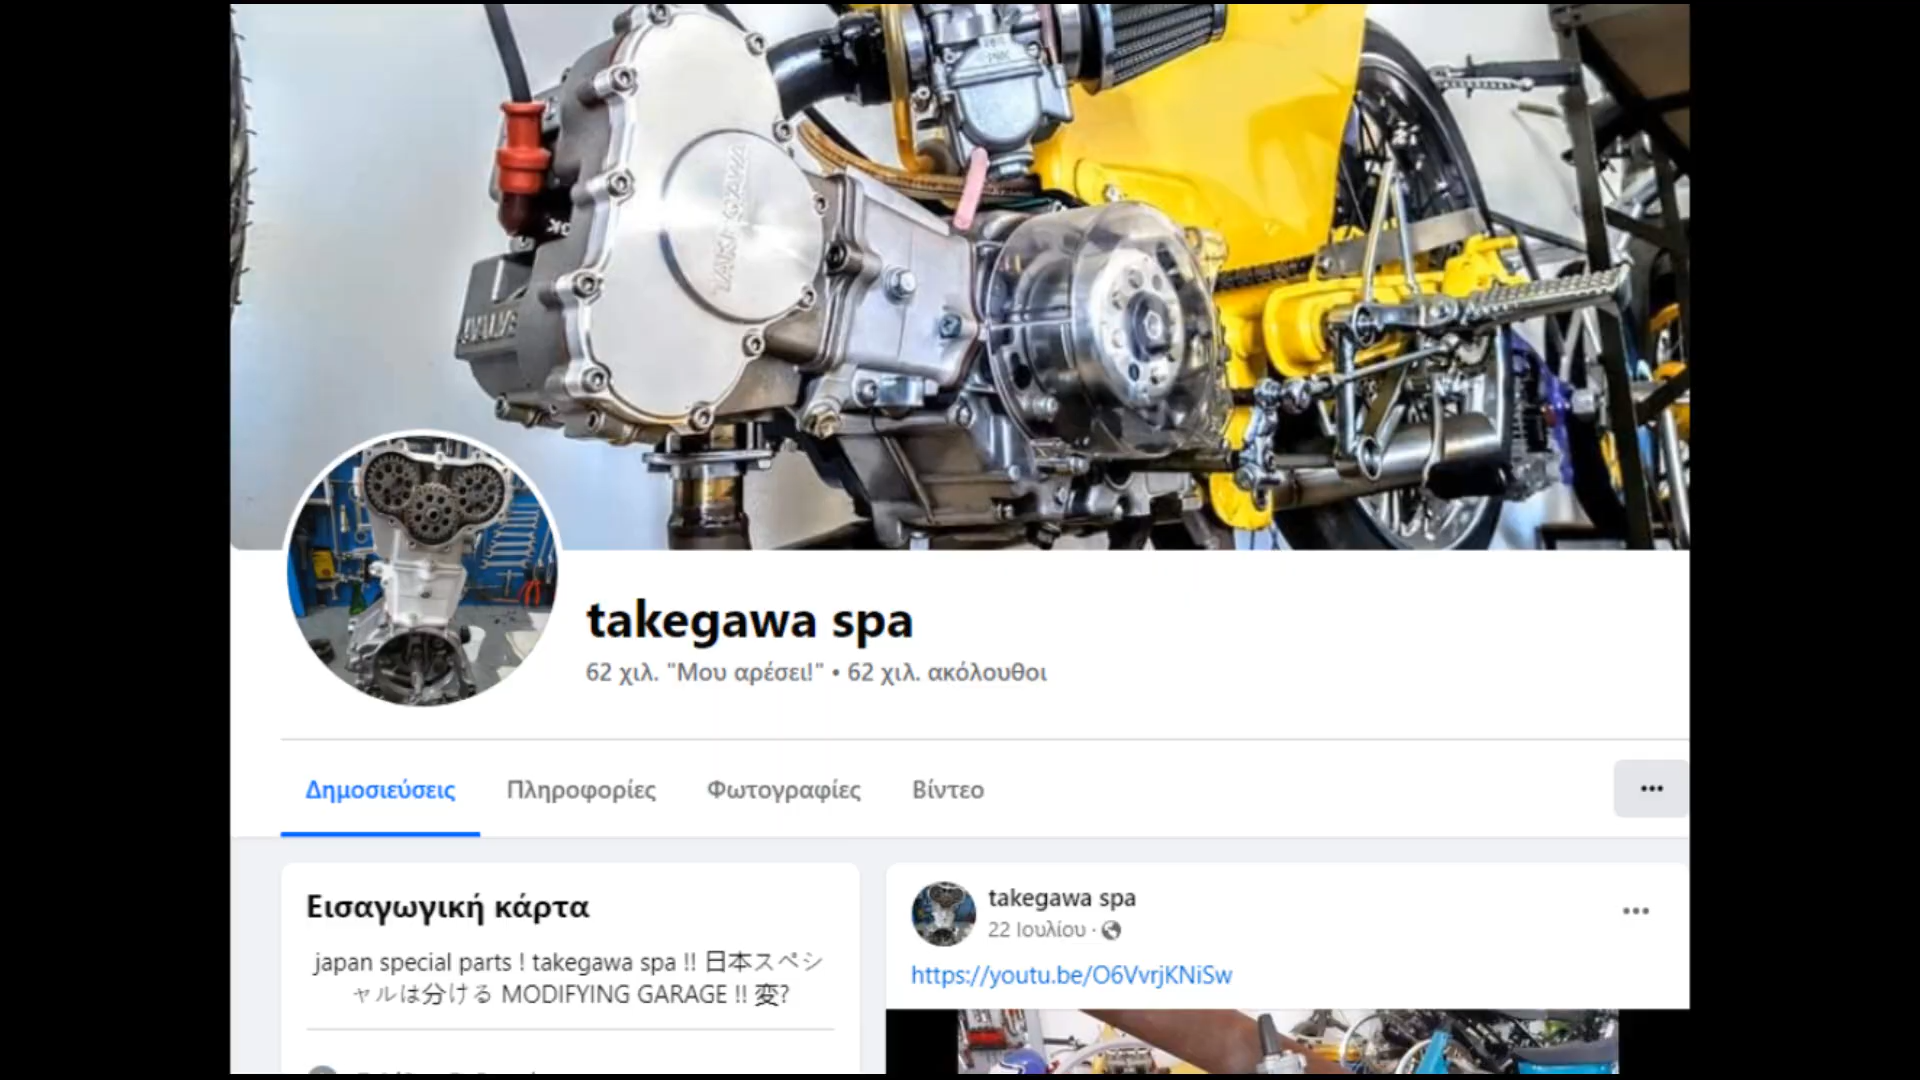 TAKEGAWA
4VALVE
takegawa spa
62 χιλ. "Μου αρέσει!" • 62 χιλ. ακόλουθοι
Δημοσιεύσεις
Πληροφορίες
Φωτογραφίες
Βίντεο
Εισαγωγική κάρτα
japan special parts ! takegawa spa !! 日本スペシ
ャルは分ける MODIFYING GARAGE !! 変?
takegawa spa
22 Ιουλίου ·
https://youtu.be/O6VvrjKNiSw